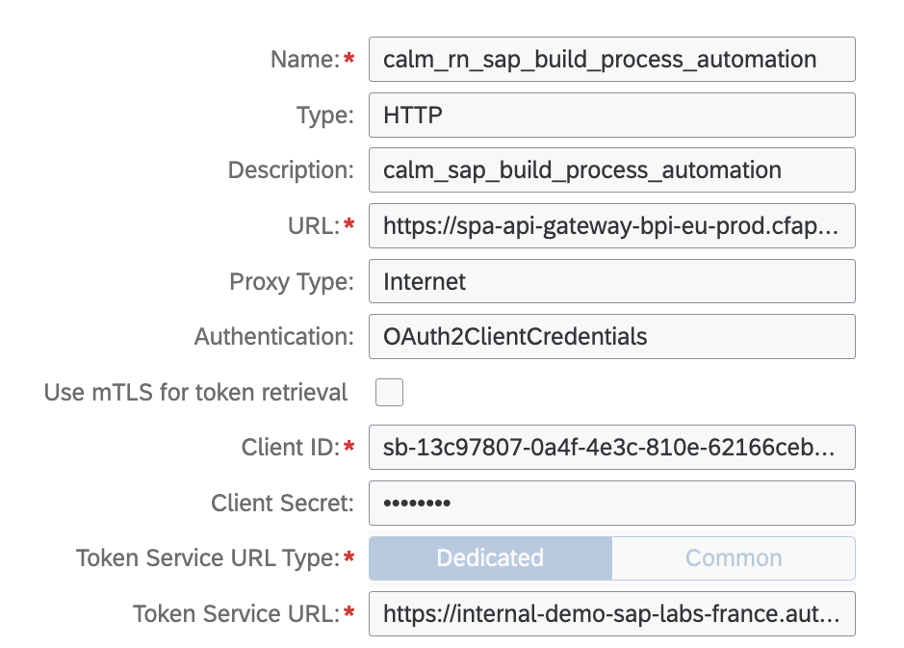 Name:* calm_rn_sap_build_process_automation
Type: HTTP
Description: calm_sap_build_process_automation
URL:* https://spa-api-gateway-bpi-eu-prod.cfap...
Proxy Type: Internet
Authentication: OAuth2ClientCredentials
Use mTLS for token retrieval
Client ID:* sb-13c97807-0a4f-4e3c-810e-62166ceb...
Client Secret: ••••••••
Token Service URL Type:* Dedicated Common
Token Service URL:* https://internal-demo-sap-labs-france.aut...